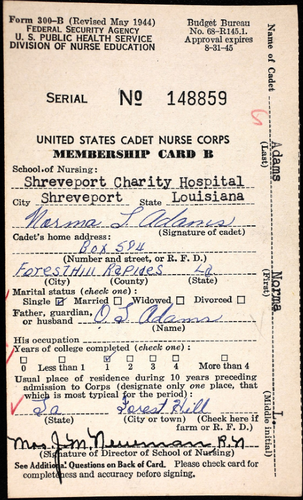 Form 300-B (Revised May 1944)
FEDERAL SECURITY AGENCY
U. S. PUBLIC HEALTH SERVICE
DIVISION OF NURSE EDUCATION
Budget Bureau
No. 68-R145.1.
Approval expires
8-31-45
SERIAL No 148859
UNITED STATES CADET NURSE CORPS
MEMBERSHIP CARD B
School of Nursing:
Shreveport Charity Hospital
City Shreveport State Louisiana
Norma L Adams
(Signature of cadet)
Cadet's home address:
Box 594
(Number and street, or R. F. D.)
Forest Hill Rapides La
(City) (County) (State)
Marital status (check one):
Single Married Widowed Divorced
Father, guardian, or husband O. L Adams
(Name)
His occupation
Years of college completed (check one):
0 Less than 1 1 2 3 4 More than 4
Usual place of residence during 10 years preceding
admission to Corps (designate only one place, that
which is most typical for the period):
La Forest Hill
(State) (City or town) (Check here if
farm or R. F. D.)
Mrs. J. M. Newman, R.N
(Signature of Director of School of Nursing)
See Additional Questions on Back of Card. Please check card for
completeness and accuracy before signing.
Name of Cadet Adams Norma L.
(Last) (First) (Middle initial)